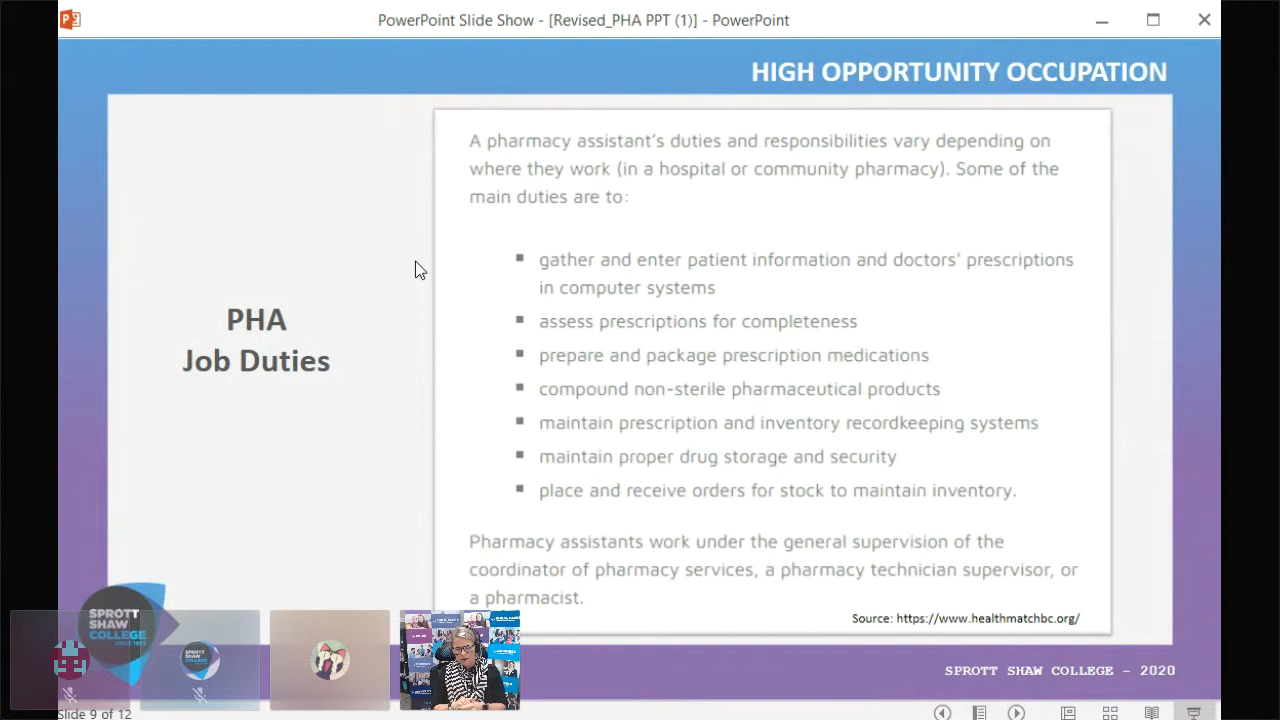 PowerPoint Slide Show - [Revised_PHA PPT (1)] - PowerPoint
HIGH OPPORTUNITY OCCUPATION
A pharmacy assistant's duties and responsibilities vary depending on
where they work (in a hospital or community pharmacy). Some of the
main duties are to:
▪ gather and enter patient information and doctors' prescriptions
in computer systems
▪ assess prescriptions for completeness
▪ prepare and package prescription medications
▪ compound non-sterile pharmaceutical products
▪ maintain prescription and inventory recordkeeping systems
▪ maintain proper drug storage and security
▪ place and receive orders for stock to maintain inventory.
Pharmacy assistants work under the general supervision of the
coordinator of pharmacy services, a pharmacy technician supervisor, or
a pharmacist.
Source: https://www.healthmatchbc.org/
PHA
Job Duties
SPROTT
SHAW
COLLEGE
SINCE 1903
SPROTT SHAW COLLEGE - 2020
Slide 9 of 12